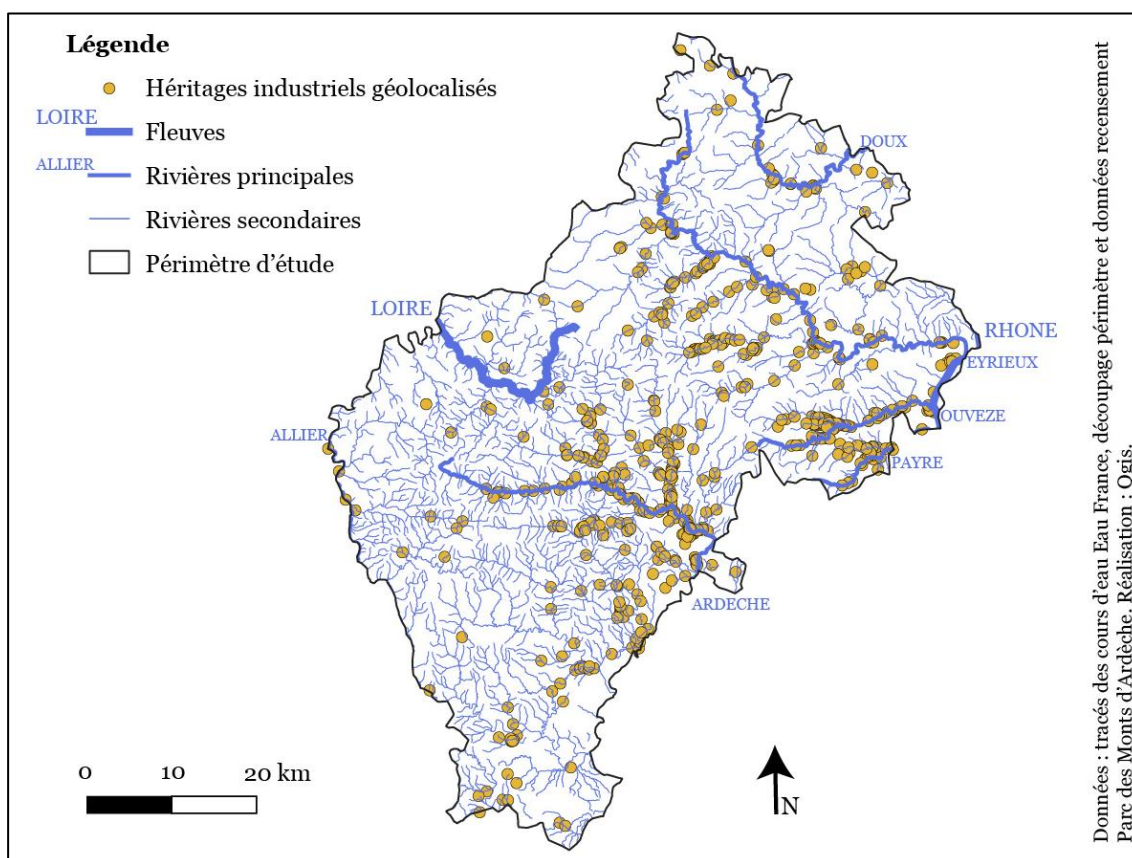 Légende
Héritages industriels géolocalisés
LOIRE
Fleuves
ALLIER
Rivières principales
Rivières secondaires
Périmètre d'étude
DOUX
LOIRE
RHONE
EYRIEUX
OUVEZE
ALLIER
PAYRE
ARDECHE
0 10 20 km
N
Données : tracés des cours d'eau Eau France, découpage périmètre et données recensement
Parc des Monts d'Ardèche. Réalisation : Ogis.